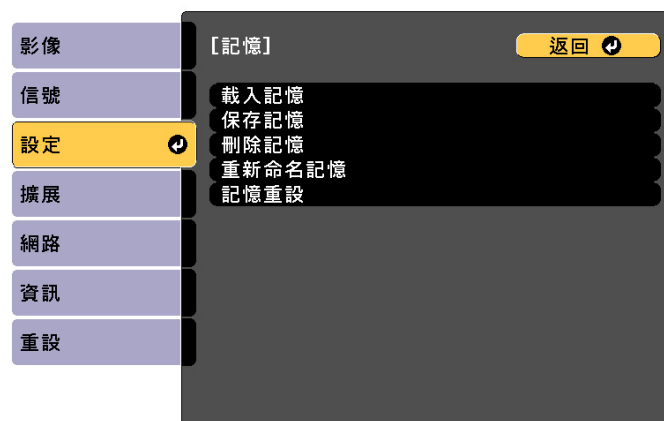 影像
信號
設定
擴展
網路
資訊
重設
[記憶]
返回
載入記憶
保存記憶
刪除記憶
重新命名記憶
記憶重設